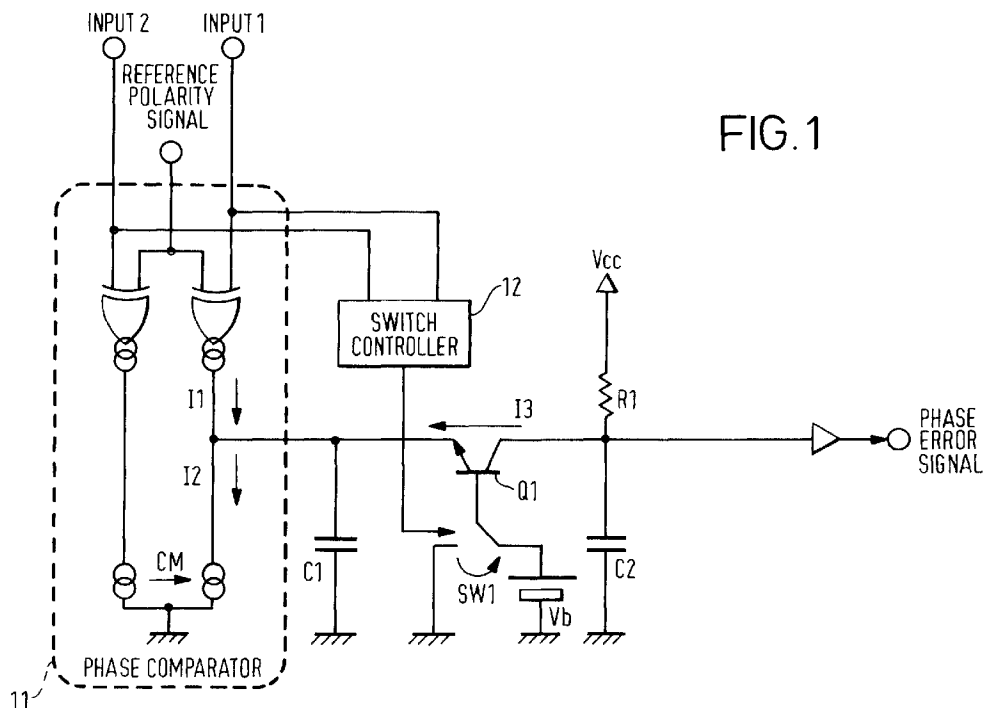 INPUT 2
INPUT 1
REFERENCE
POLARITY
SIGNAL
FIG.1
Vcc
12
SWITCH
CONTROLLER
R1
I1
I3
PHASE
ERROR
SIGNAL
I2
Q1
CM
C1
SW1
Vb
C2
PHASE COMPARATOR
11